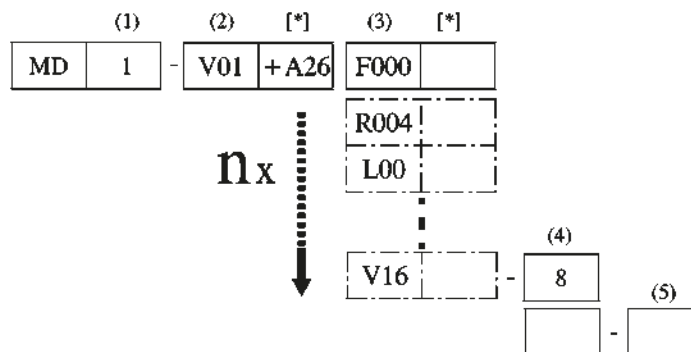 (1) (2) [*] (3) [*]
MD 1 - V01 +A26 F000
R004
nx L00
(4)
V16 - 8
(5)
-